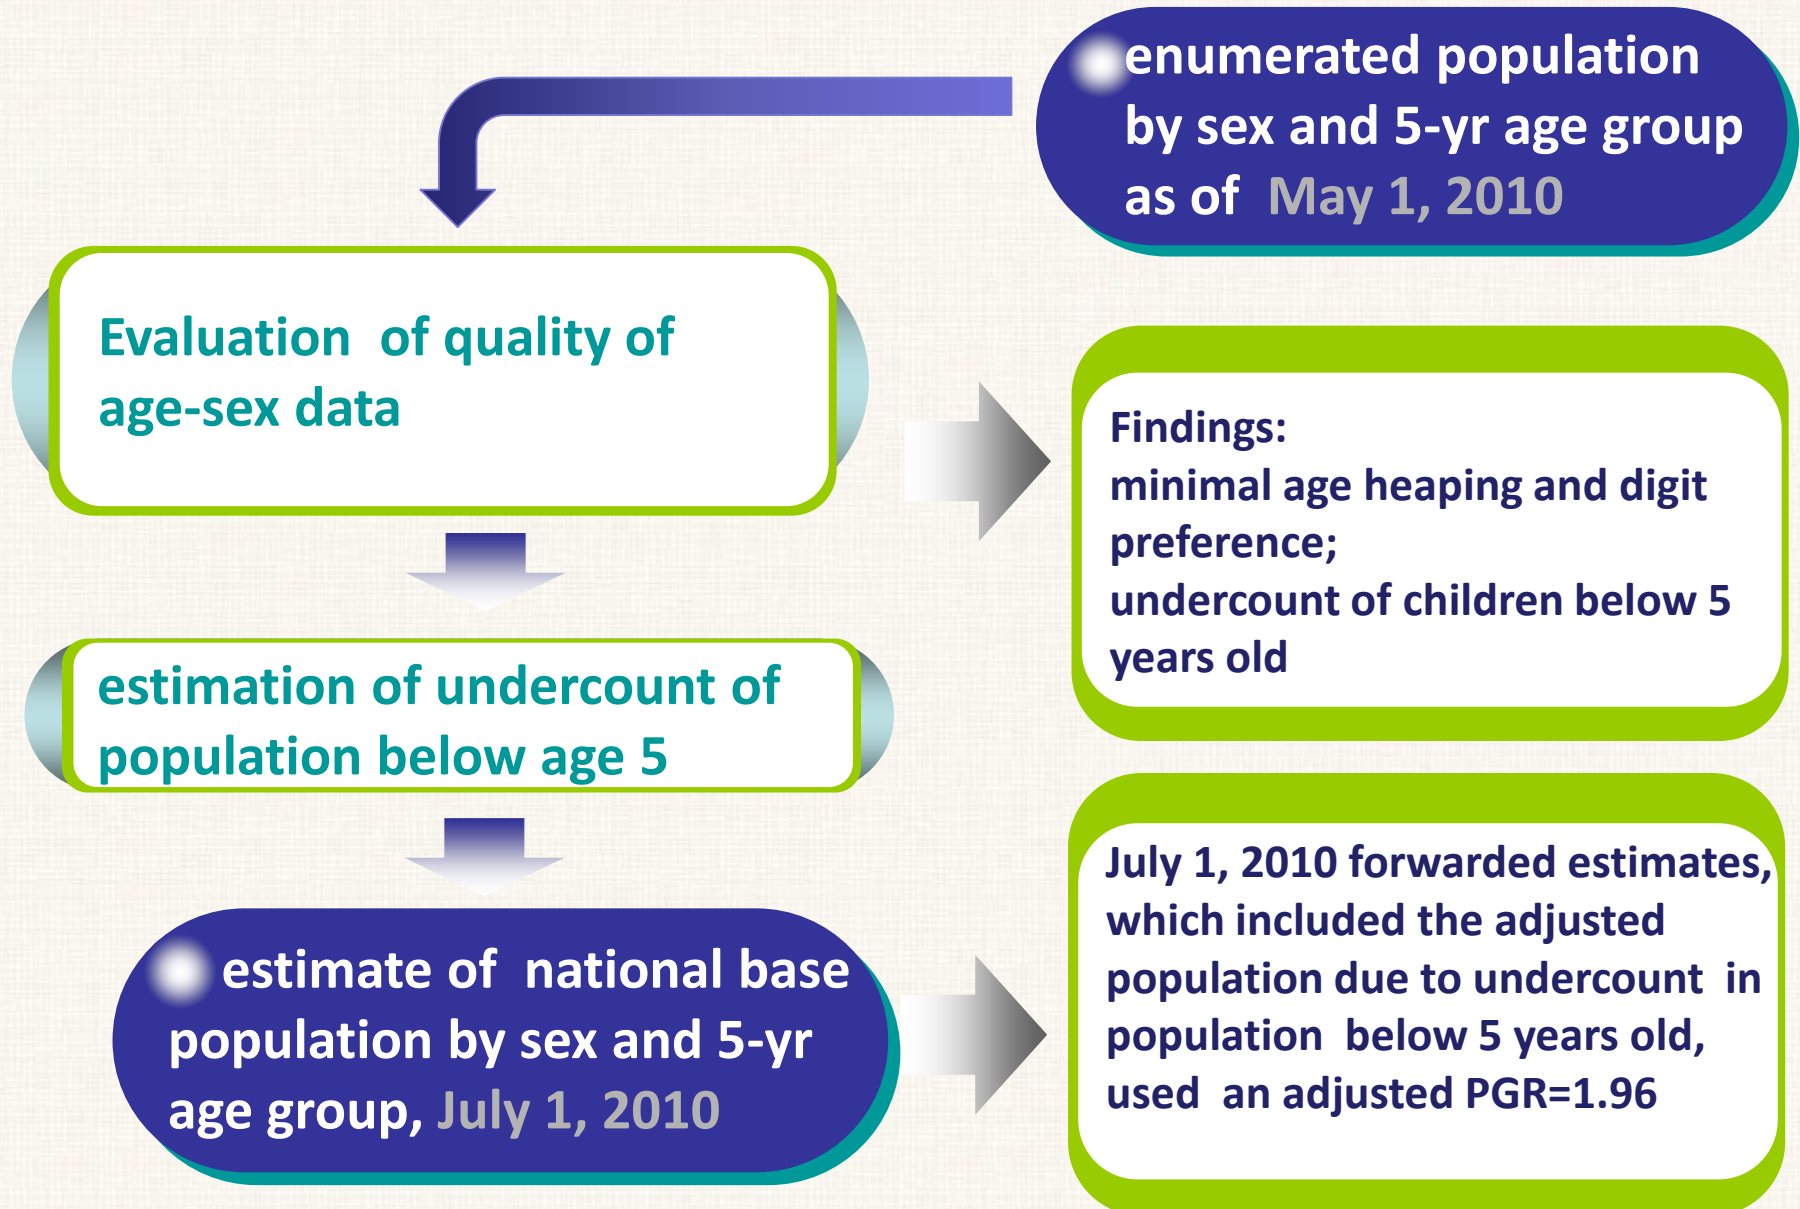 enumerated population
by sex and 5-yr age group
as of May 1, 2010
Evaluation of quality of
age-sex data
Findings:
minimal age heaping and digit
preference;
undercount of children below 5
years old
estimation of undercount of
population below age 5
estimate of national base
population by sex and 5-yr
age group, July 1, 2010
July 1, 2010 forwarded estimates,
which included the adjusted
population due to undercount in
population below 5 years old,
used an adjusted PGR=1.96